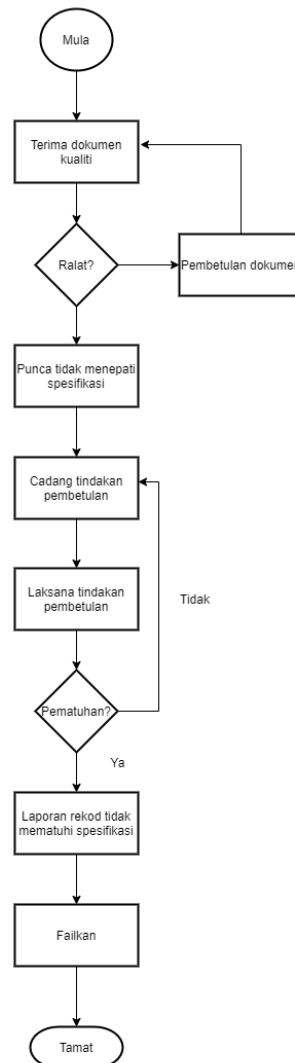 Mula
Terima dokumen
kualiti
Ralat?
Pembetulan dokumen
Punca tidak menepati
spesifikasi
Cadang tindakan
pembetulan
Laksana tindakan
pembetulan
Tidak
Pematuhan?
Ya
Laporan rekod tidak
mematuhi spesifikasi
Failkan
Tamat